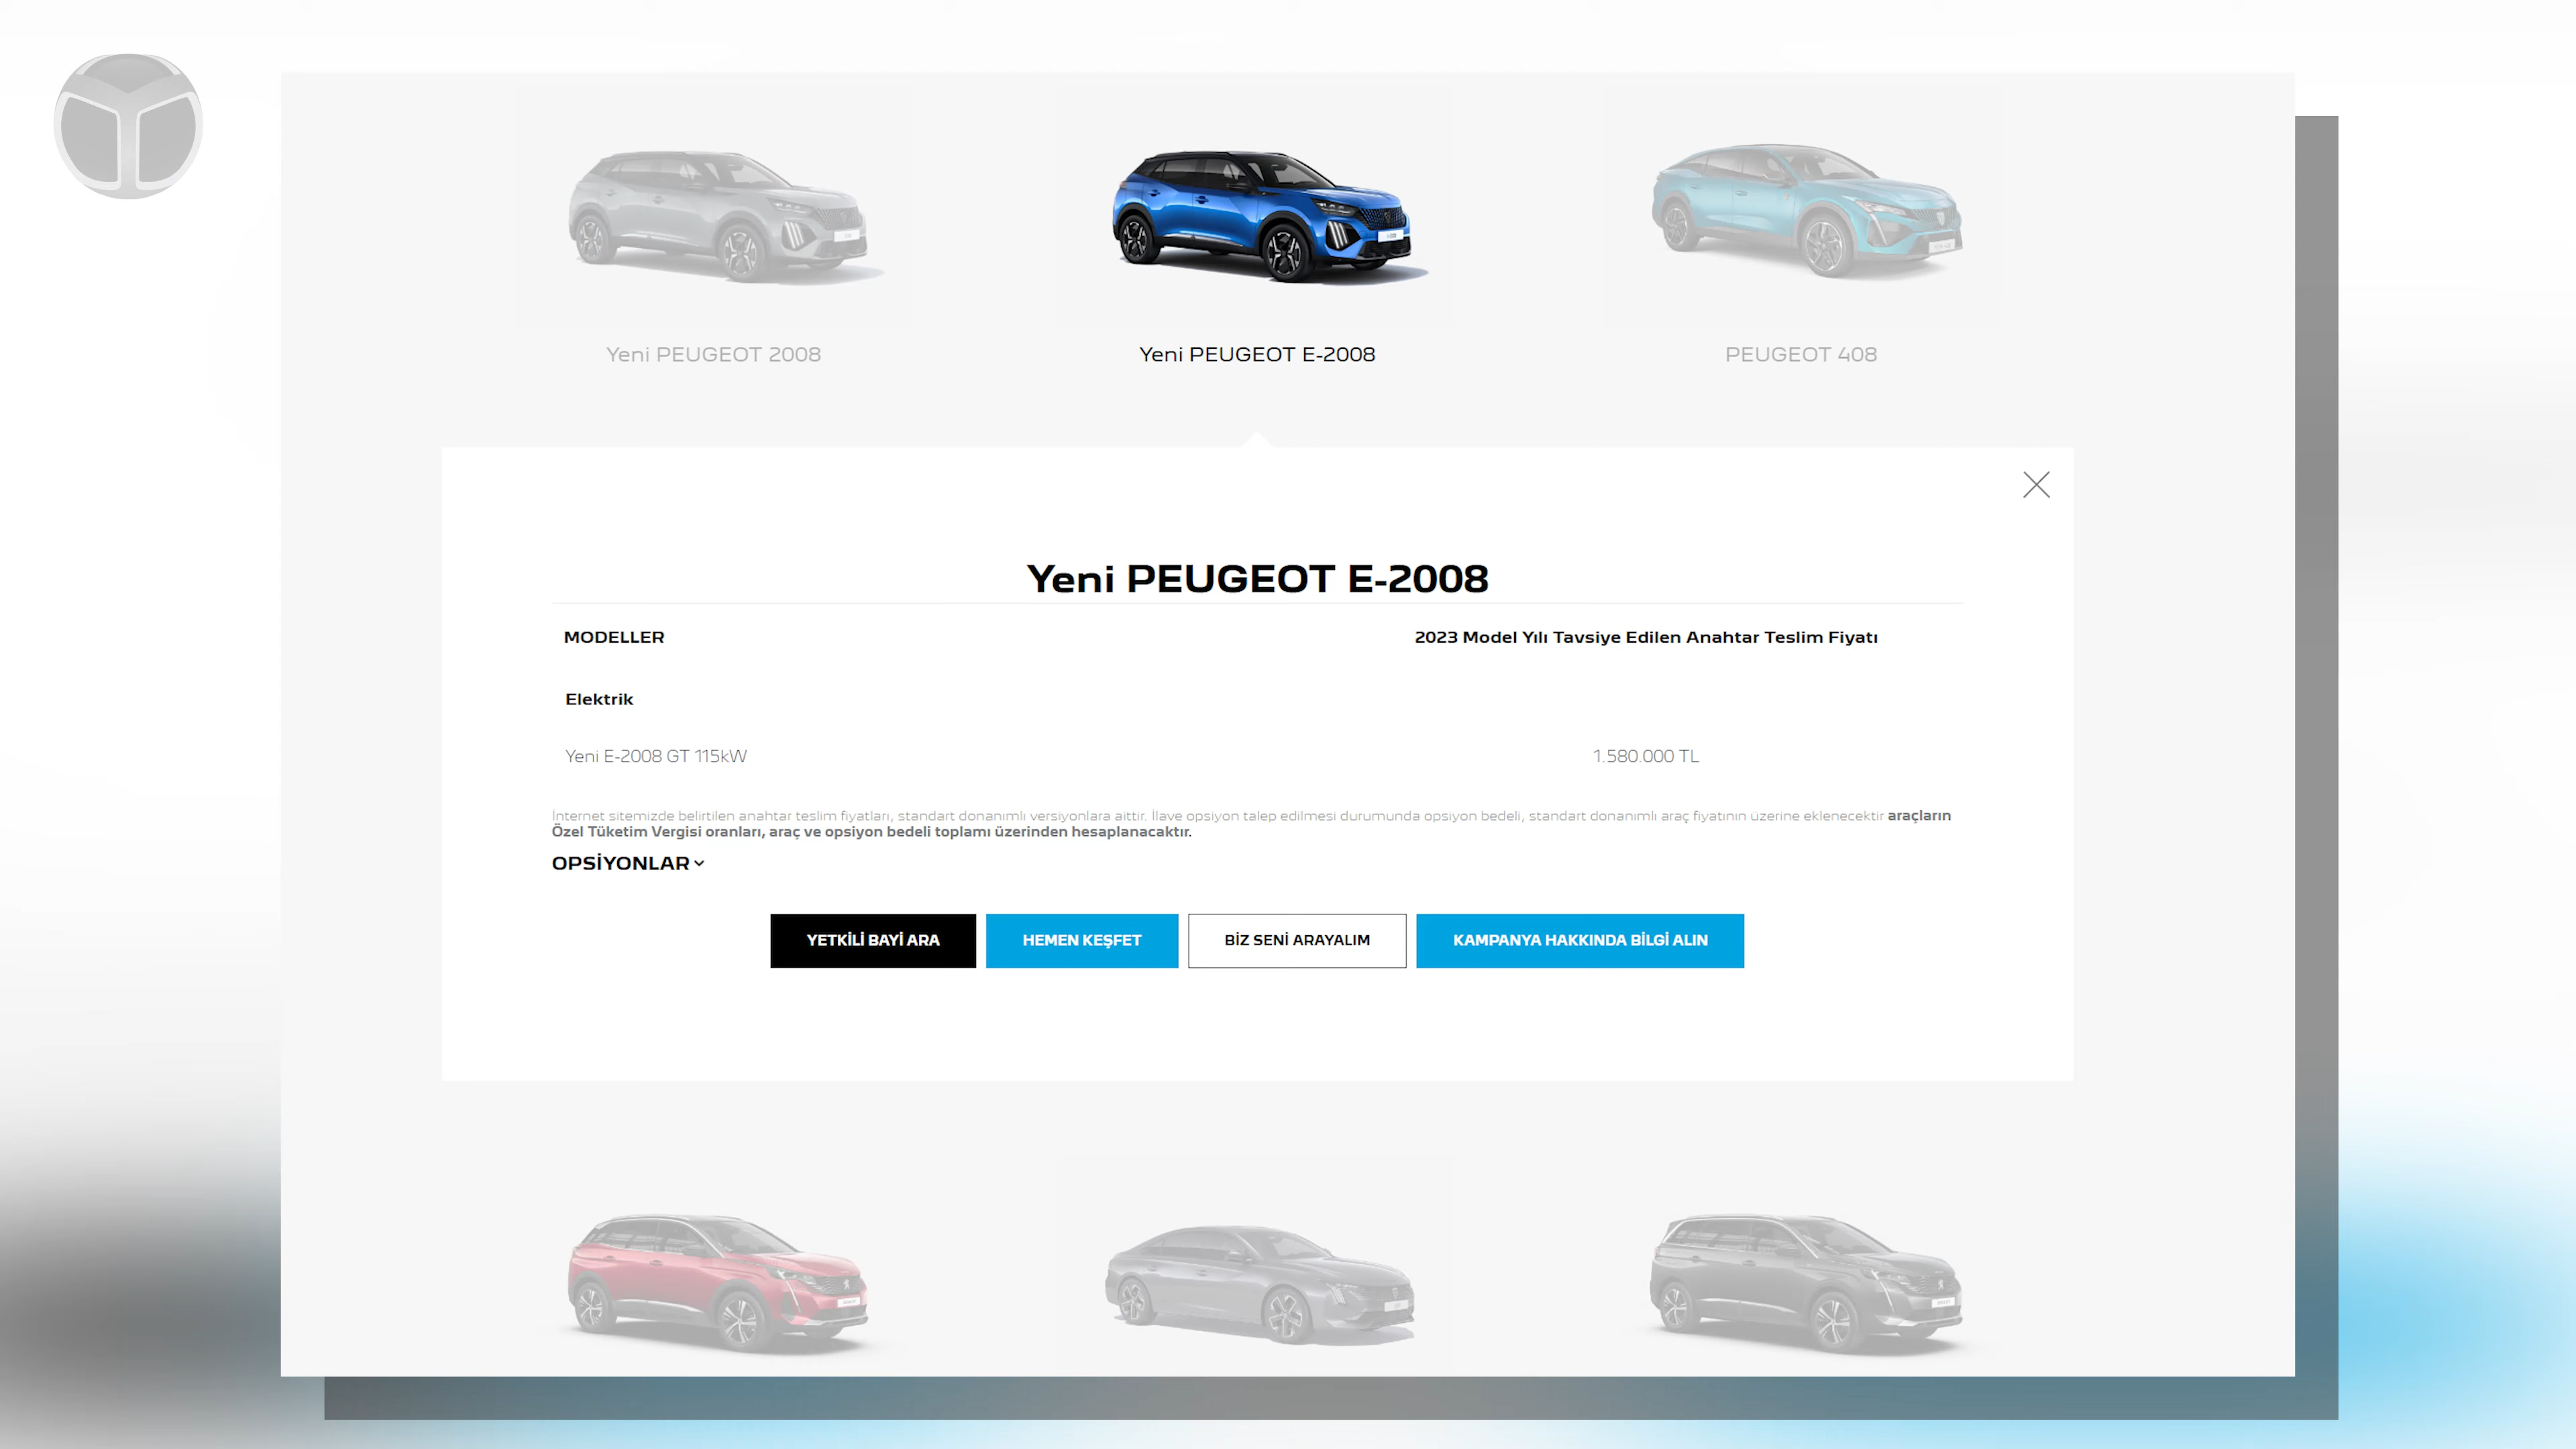 Yeni PEUGEOT 2008
Yeni PEUGEOT E-2008
PEUGEOT 408
Yeni PEUGEOT E-2008
MODELLER
2023 Model Yılı Tavsiye Edilen Anahtar Teslim Fiyatı
Elektrik
Yeni E-2008 GT 115kW
1.580.000 TL
İnternet sitemizde belirtilen anahtar teslim fiyatları, standart donanımlı versiyonlara aittir. İlave opsiyon talep edilmesi durumunda opsiyon bedeli, standart donanımlı araç fiyatının üzerine eklenecektir araçların
Özel Tüketim Vergisi oranları, araç ve opsiyon bedeli toplamı üzerinden hesaplanacaktır.
OPSİYONLAR
YETKİLİ BAYİ ARA
HEMEN KEŞFET
BİZ SENİ ARAYALIM
KAMPANYA HAKKINDA BİLGİ ALIN